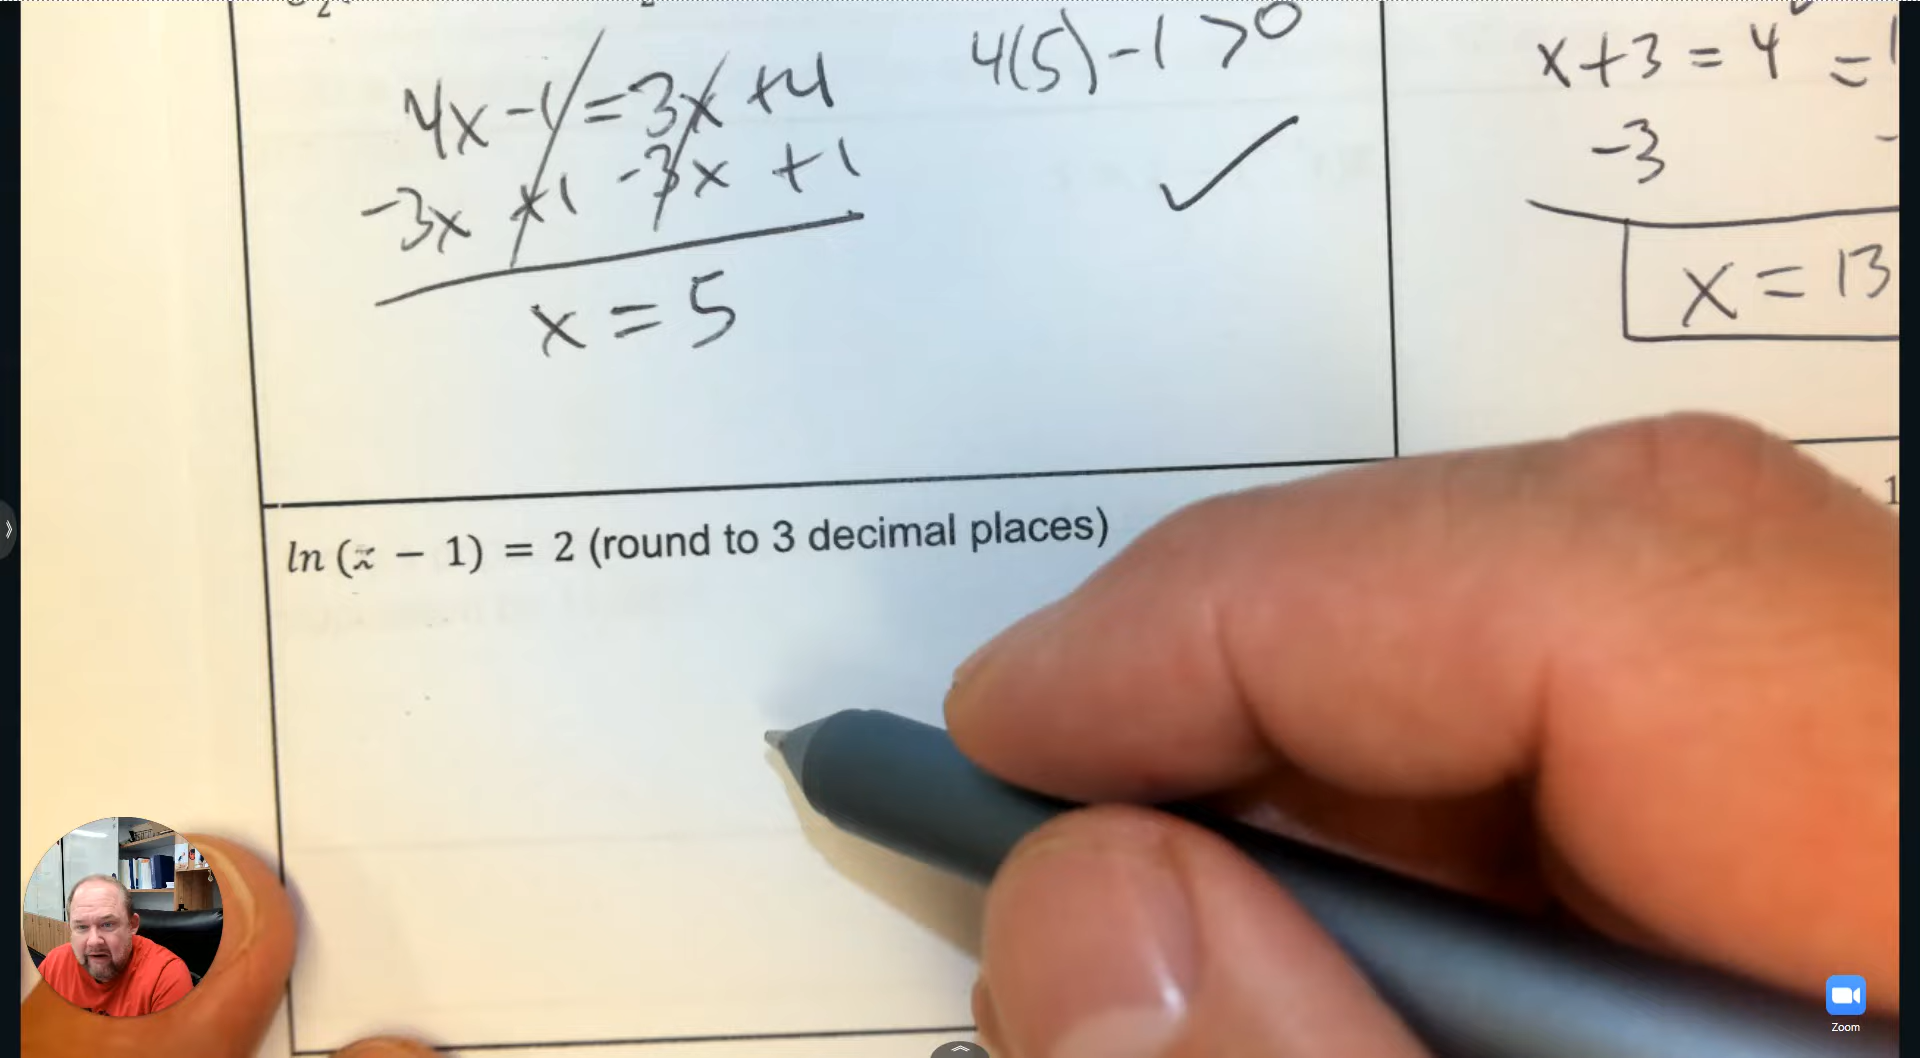 4x - 1 = 3x + 4
-3x +1 -3x +1
x = 5
4(5) - 1 > 0
✓
x + 3 = 4
-3
x = 13
ln (x − 1) = 2 (round to 3 decimal places)
Zoom